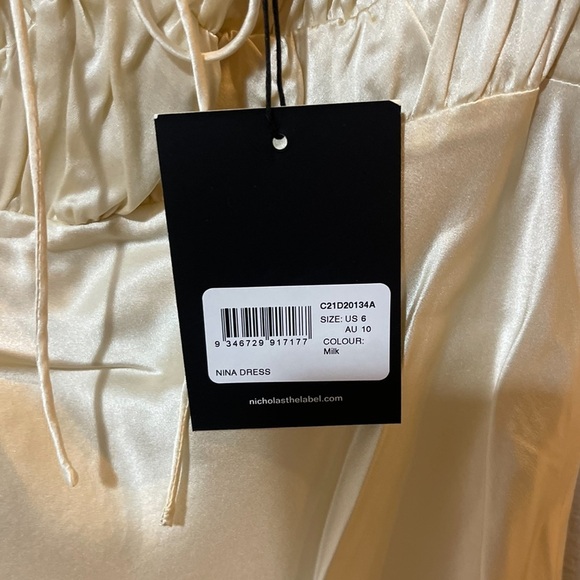 C21D20134A
SIZE: US 6
AU 10
COLOUR:
Milk
9 346729 917177
NINA DRESS
nicholasthelabel.com